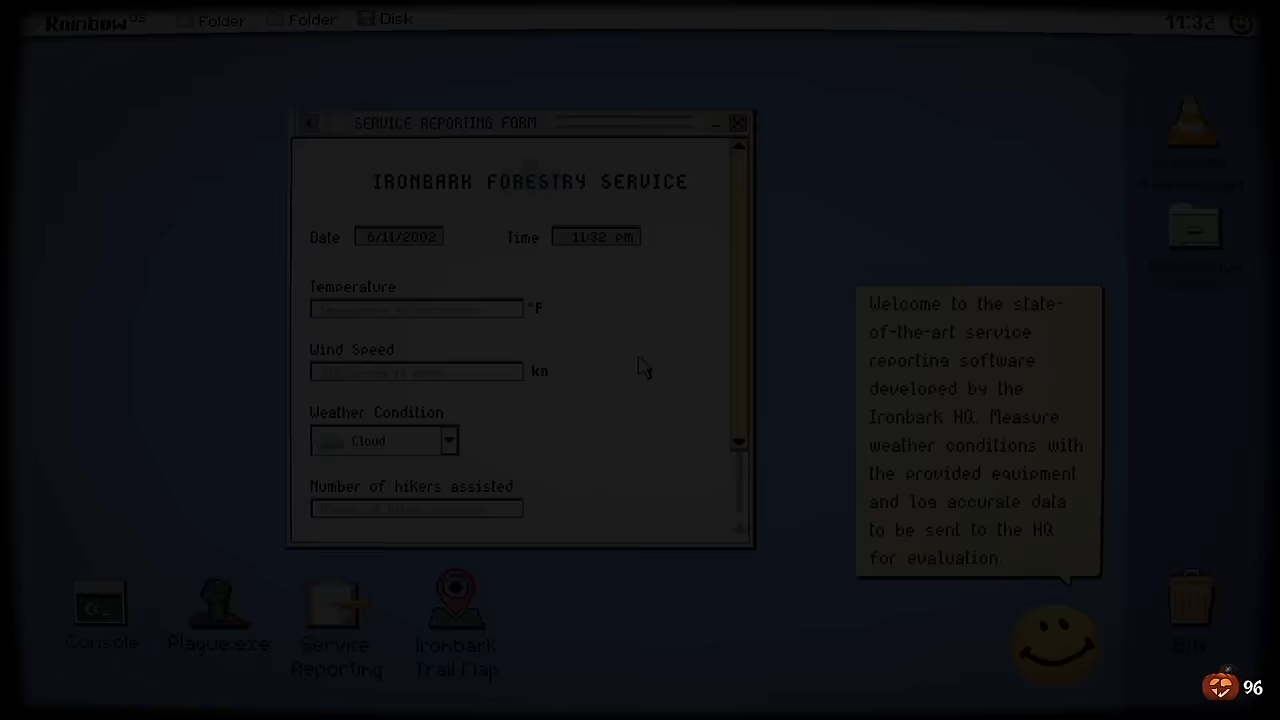 RainbowOS
Folder
Folder
Disk
11:32
SERVICE REPORTING FORM
IRONBARK FORESTRY SERVICE
Date 6/11/2002 Time 11:32 pm
Temperature
°F
Wind Speed
kn
Weather Condition
Cloud
Number of hikers assisted
Welcome to the state-
of-the-art service
reporting software
developed by the
Ironbark HQ. Measure
weather conditions with
the provided equipment
and log accurate data
to be sent to the HQ
for evaluation.
Console
Plague.exe
Service
Reporting
Ironbark
Trail Map
BIN
96